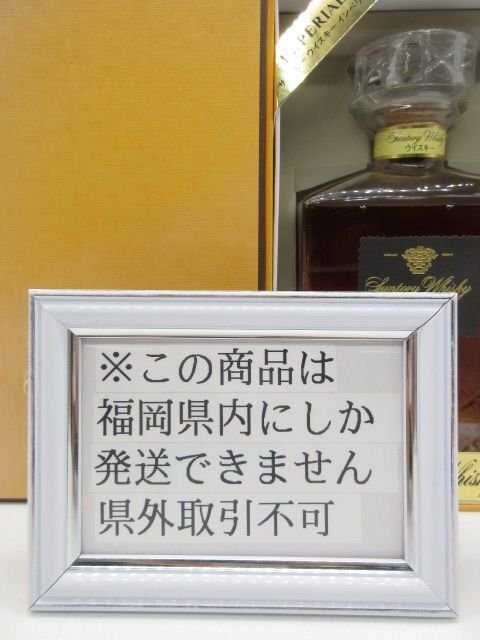 IMPERIAL
Suntory Whisky
ウイスキー
Suntory Whisky
※この商品は
福岡県内にしか
発送できません
県外取引不可